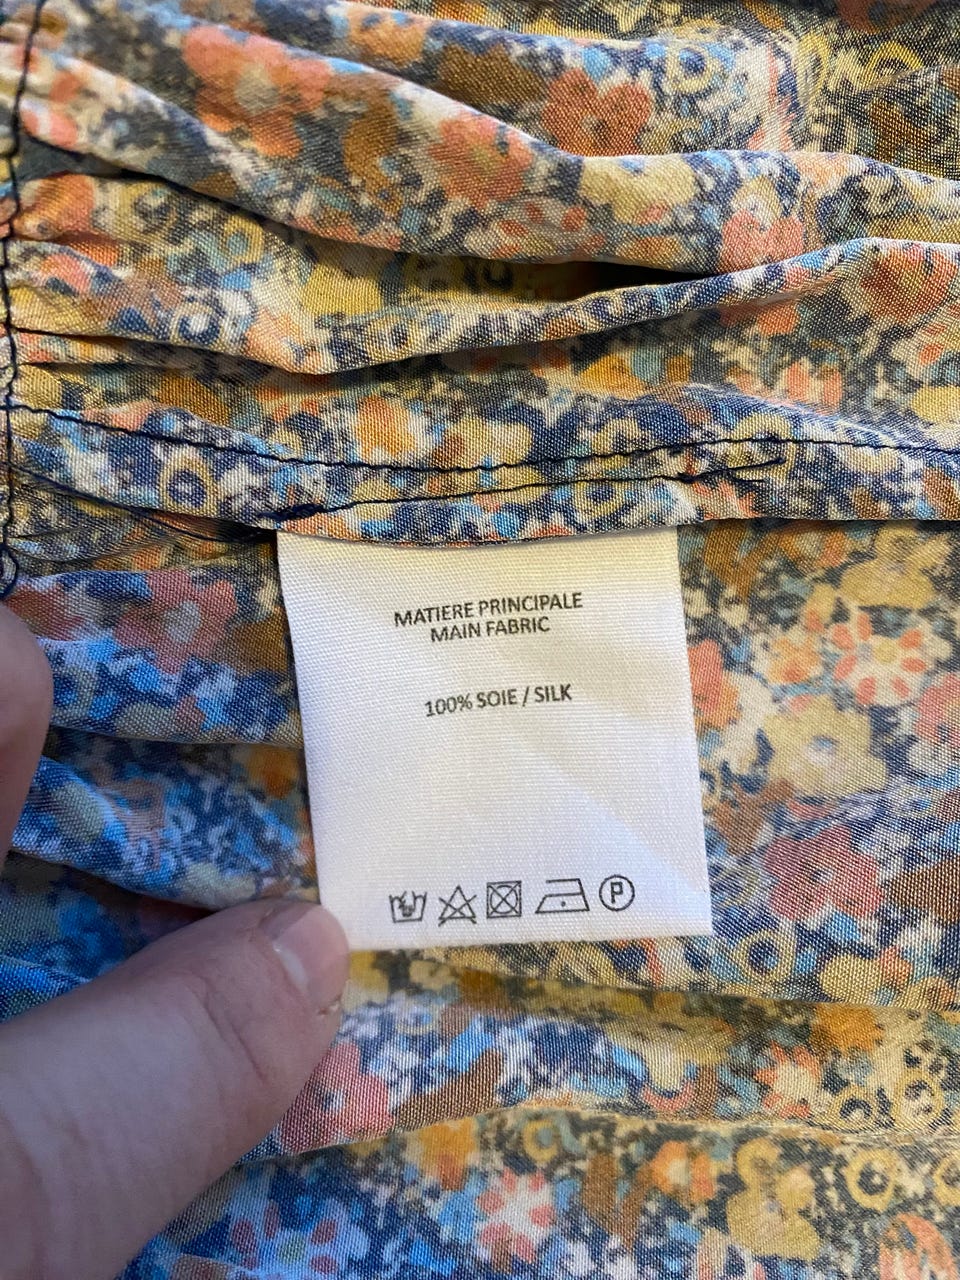 MATIERE PRINCIPALE
MAIN FABRIC
100% SOIE / SILK
P